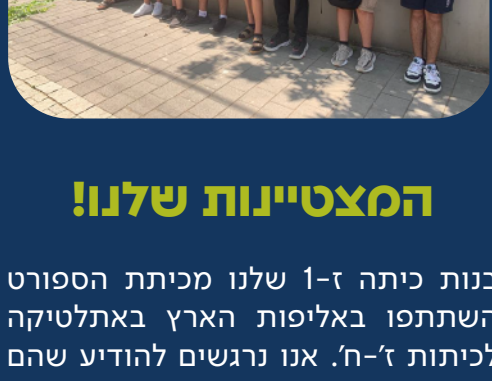 המצטיינות שלנו!
בנות כיתה ז-1 שלנו מכיתת הספורט
השתתפו באליפות הארץ באתלטיקה
לכיתות ז'-ח'. אנו נרגשים להודיע שהם